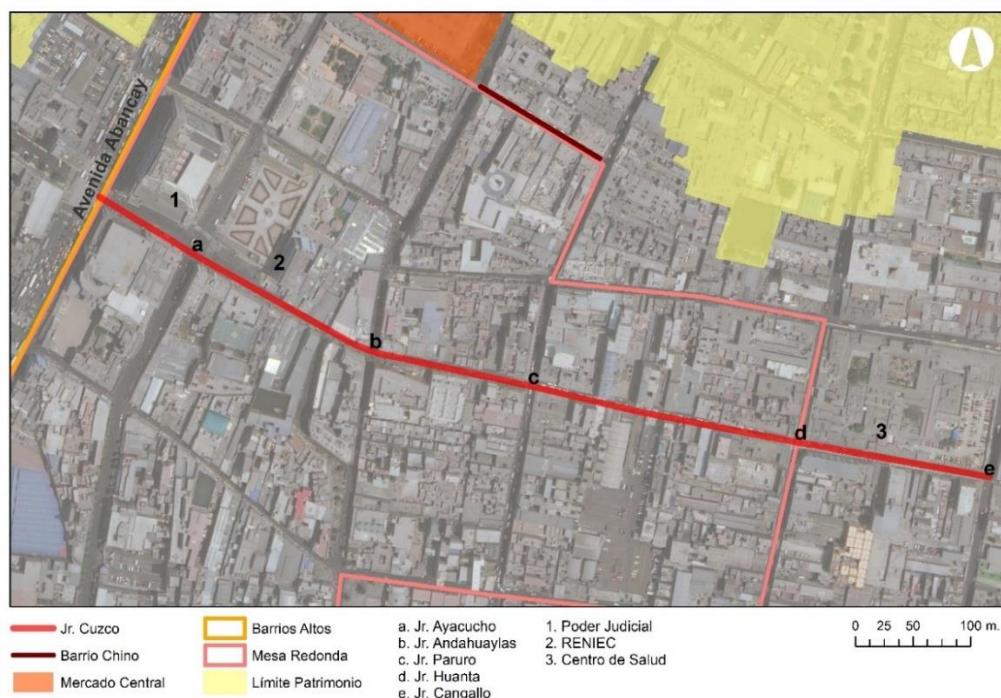 Avenida Abancay
1
a
2
b
c
d
3
e
Jr. Cuzco
Barrio Chino
Mercado Central
Barrios Altos
Mesa Redonda
Límite Patrimonio
a. Jr. Ayacucho
b. Jr. Andahuaylas
c. Jr. Paruro
d. Jr. Huanta
e. Jr. Cangallo
1. Poder Judicial
2. RENIEC
3. Centro de Salud
0 25 50 100 m.